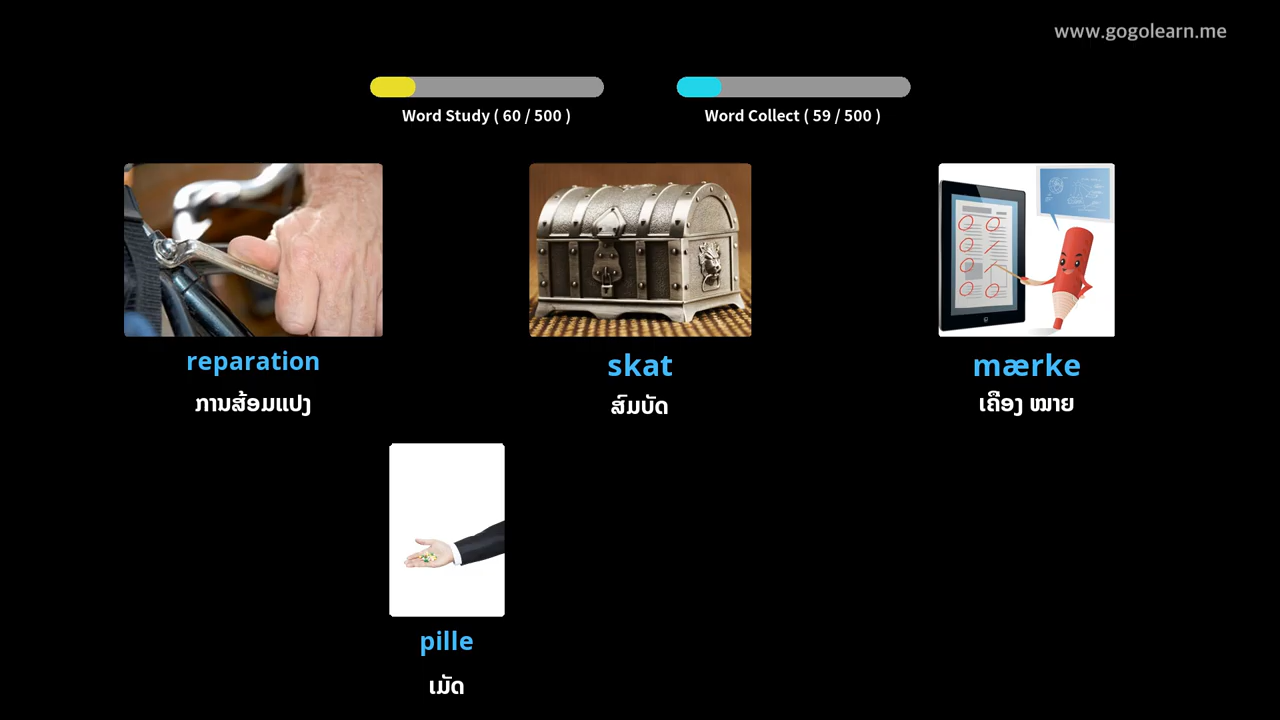 www.gogolearn.me
Word Study ( 60 / 500 )
Word Collect ( 59 / 500 )
reparation
ການສ້ອມແປງ
skat
ສົມບັດ
mærke
ເຄື່ອງ ໝາຍ
pille
ເມັດ